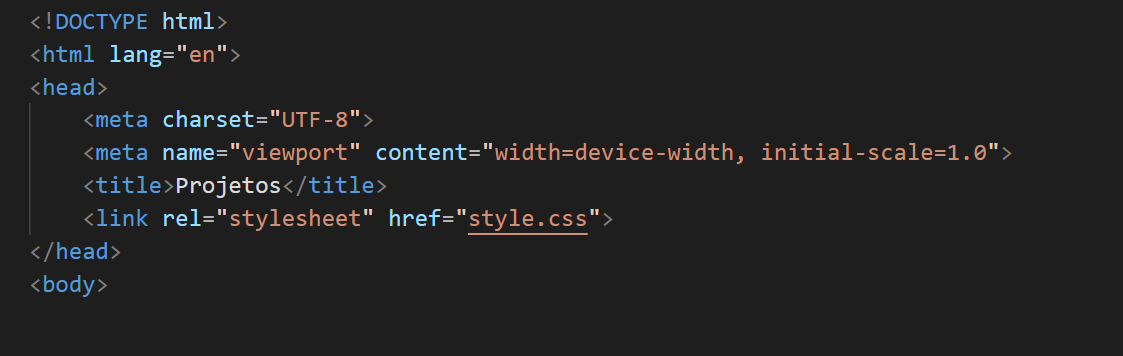 <!DOCTYPE html>
<html lang="en">
<head>
    <meta charset="UTF-8">
    <meta name="viewport" content="width=device-width, initial-scale=1.0">
    <title>Projetos</title>
    <link rel="stylesheet" href="style.css">
</head>
<body>